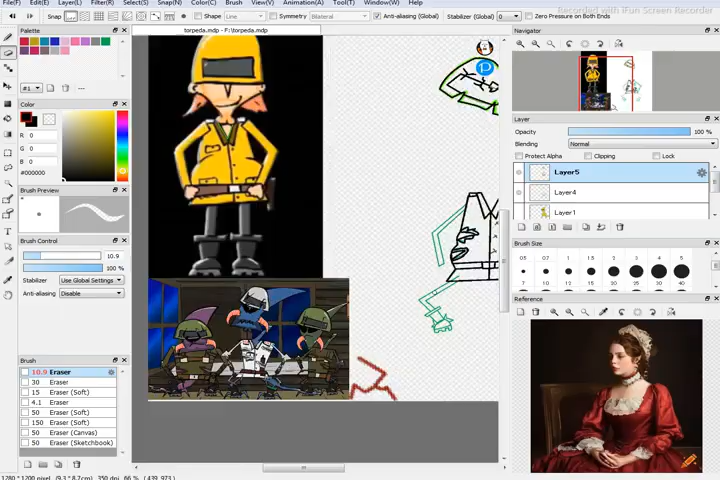 Recorded with iFun Screen Recorder
File(F) Edit(E) Layer(L) Filter(R) Snap(C) Select(S) View(V) Animation(A) Tool(T) Window(W) Help(H)
Snap Shape Line Symmetry Bilateral Anti-aliasing (Global) Stabilizer (Global) 0 Zero Pressure on Both Ends
Palette
torpeda.mdp
torpeda.mdp - F:\torpeda.mdp
Navigator
#1
Color
R 0
G 0
B 0
#000000
Layer
Opacity 100 %
Blending Normal
Protect Alpha Clipping Lock
Layer5
Layer4
Layer1
Brush Preview
Brush Control
10.9
100 %
Stabilizer Use Global Settings
Anti-aliasing Disable
Brush Size
0.5 0.7 1 1.5 2 3 4 5
7 10 12 15 20 25 30 40
Reference
Brush
10.9 Eraser
30 Eraser
15 Eraser (Soft)
4.1 Eraser
50 Eraser (Soft)
150 Eraser (Soft)
50 Eraser (Canvas)
50 Eraser (Sketchbook)
1780 * 1200 pixel (9.3 * 8.7cm) 350 dpi 66 % (439, 973)